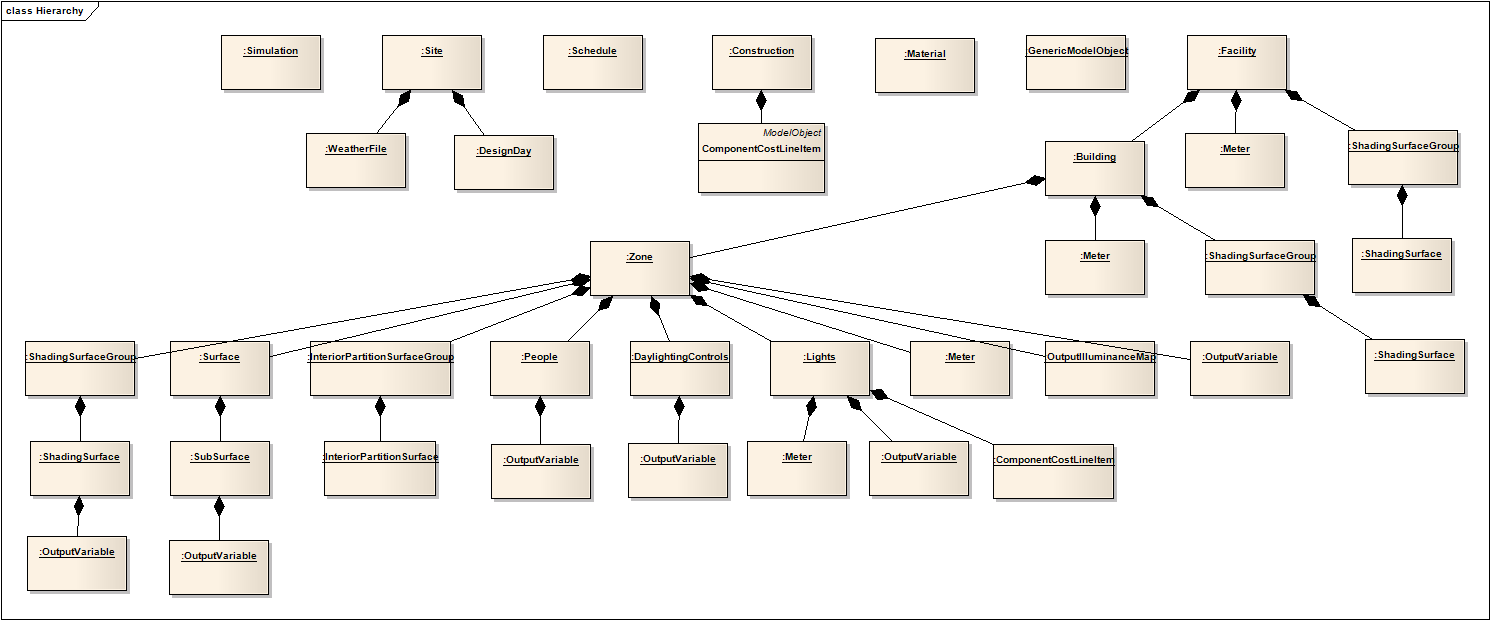 class Hierarchy
:Simulation
:Site
:Schedule
:Construction
:Material
:GenericModelObject
:Facility
:WeatherFile
:DesignDay
ModelObject
ComponentCostLineItem
:Building
:Meter
:ShadingSurfaceGroup
:Zone
:Meter
:ShadingSurfaceGroup
:ShadingSurface
:ShadingSurfaceGroup
:Surface
:InteriorPartitionSurfaceGroup
:People
:DaylightingControls
:Lights
:Meter
OutputIlluminanceMap
:OutputVariable
:ShadingSurface
:ShadingSurface
:SubSurface
:InteriorPartitionSurface
:OutputVariable
:OutputVariable
:Meter
:OutputVariable
:ComponentCostLineItem
:OutputVariable
:OutputVariable